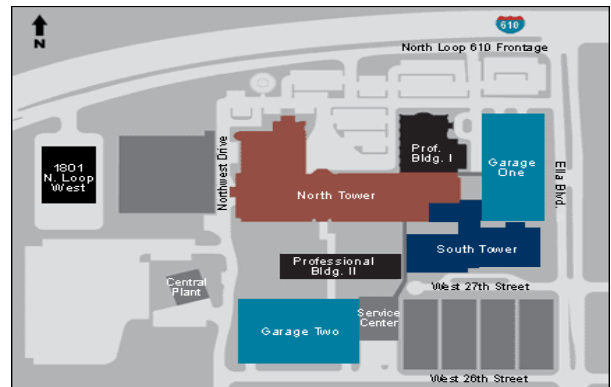 610
North Loop 610 Frontage
N
Prof.
Bldg. I
Garage
One
1801
N. Loop
West
Northwest Drive
Ella Blvd.
North Tower
South Tower
Professional
Bldg. II
Central
Plant
West 27th Street
Service
Center
Garage Two
West 26th Street